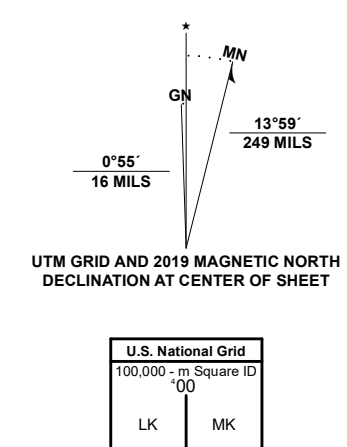 ★
MN
GN
13°59´
249 MILS
0°55´
16 MILS
UTM GRID AND 2019 MAGNETIC NORTH
DECLINATION AT CENTER OF SHEET
U.S. National Grid
100,000 - m Square ID
⁴00
LK MK